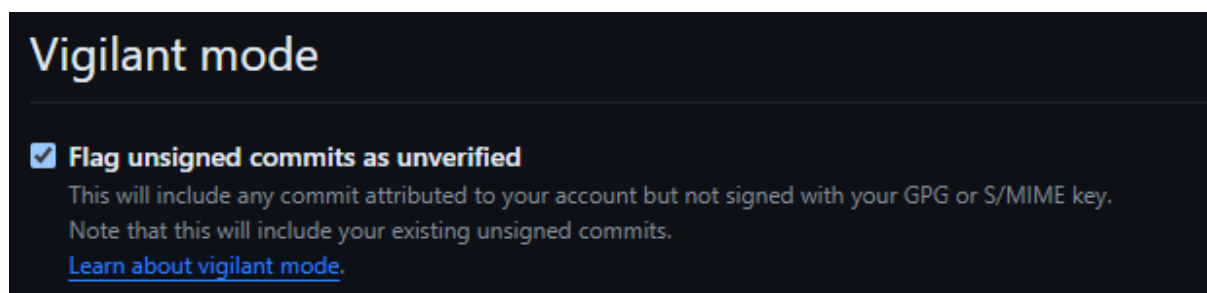 Vigilant mode
Flag unsigned commits as unverified
This will include any commit attributed to your account but not signed with your GPG or S/MIME key.
Note that this will include your existing unsigned commits.
Learn about vigilant mode.